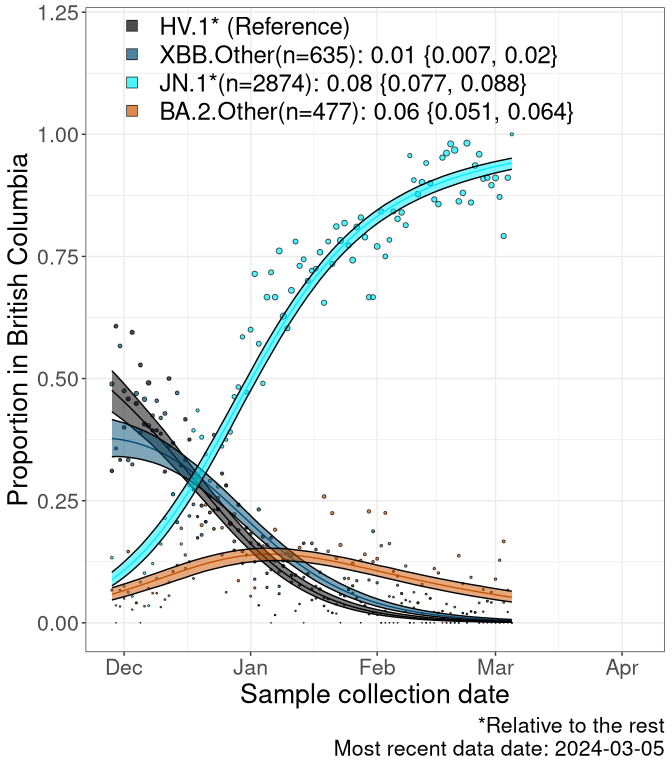 1.25
HV.1* (Reference)
XBB.Other(n=635): 0.01 {0.007, 0.02}
JN.1*(n=2874): 0.08 {0.077, 0.088}
BA.2.Other(n=477): 0.06 {0.051, 0.064}
1.00
0.75
0.50
0.25
0.00
Proportion in British Columbia
Dec Jan Feb Mar Apr
Sample collection date
*Relative to the rest
Most recent data date: 2024-03-05